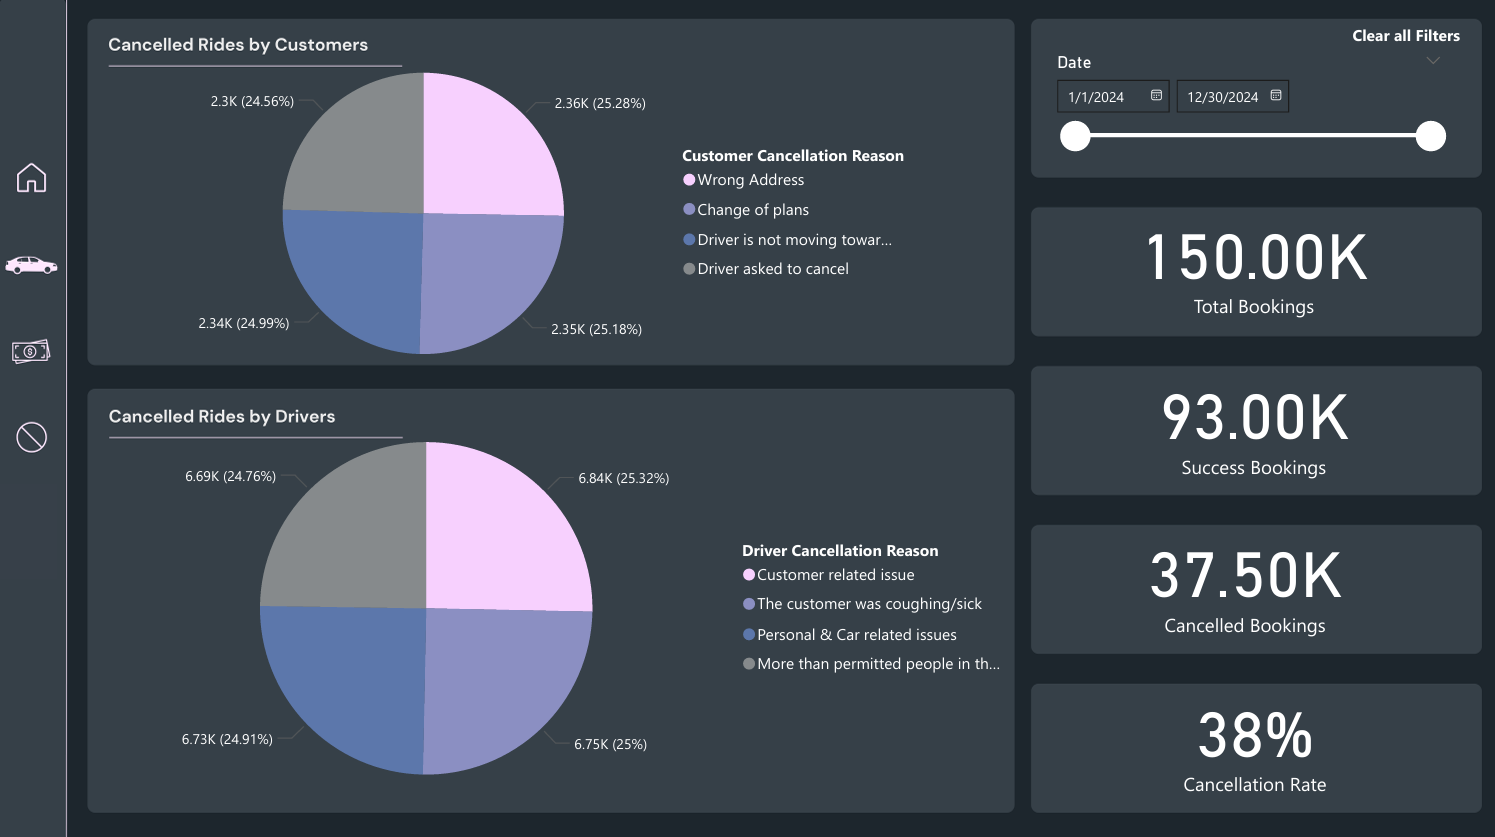 Cancelled Rides by Customers
2.3K (24.56%)
2.36K (25.28%)
2.34K (24.99%)
2.35K (25.18%)
Customer Cancellation Reason
Wrong Address
Change of plans
Driver is not moving towar...
Driver asked to cancel
Cancelled Rides by Drivers
6.69K (24.76%)
6.84K (25.32%)
6.73K (24.91%)
6.75K (25%)
Driver Cancellation Reason
Customer related issue
The customer was coughing/sick
Personal & Car related issues
More than permitted people in th...
Clear all Filters
Date
1/1/2024 12/30/2024
150.00K
Total Bookings
93.00K
Success Bookings
37.50K
Cancelled Bookings
38%
Cancellation Rate